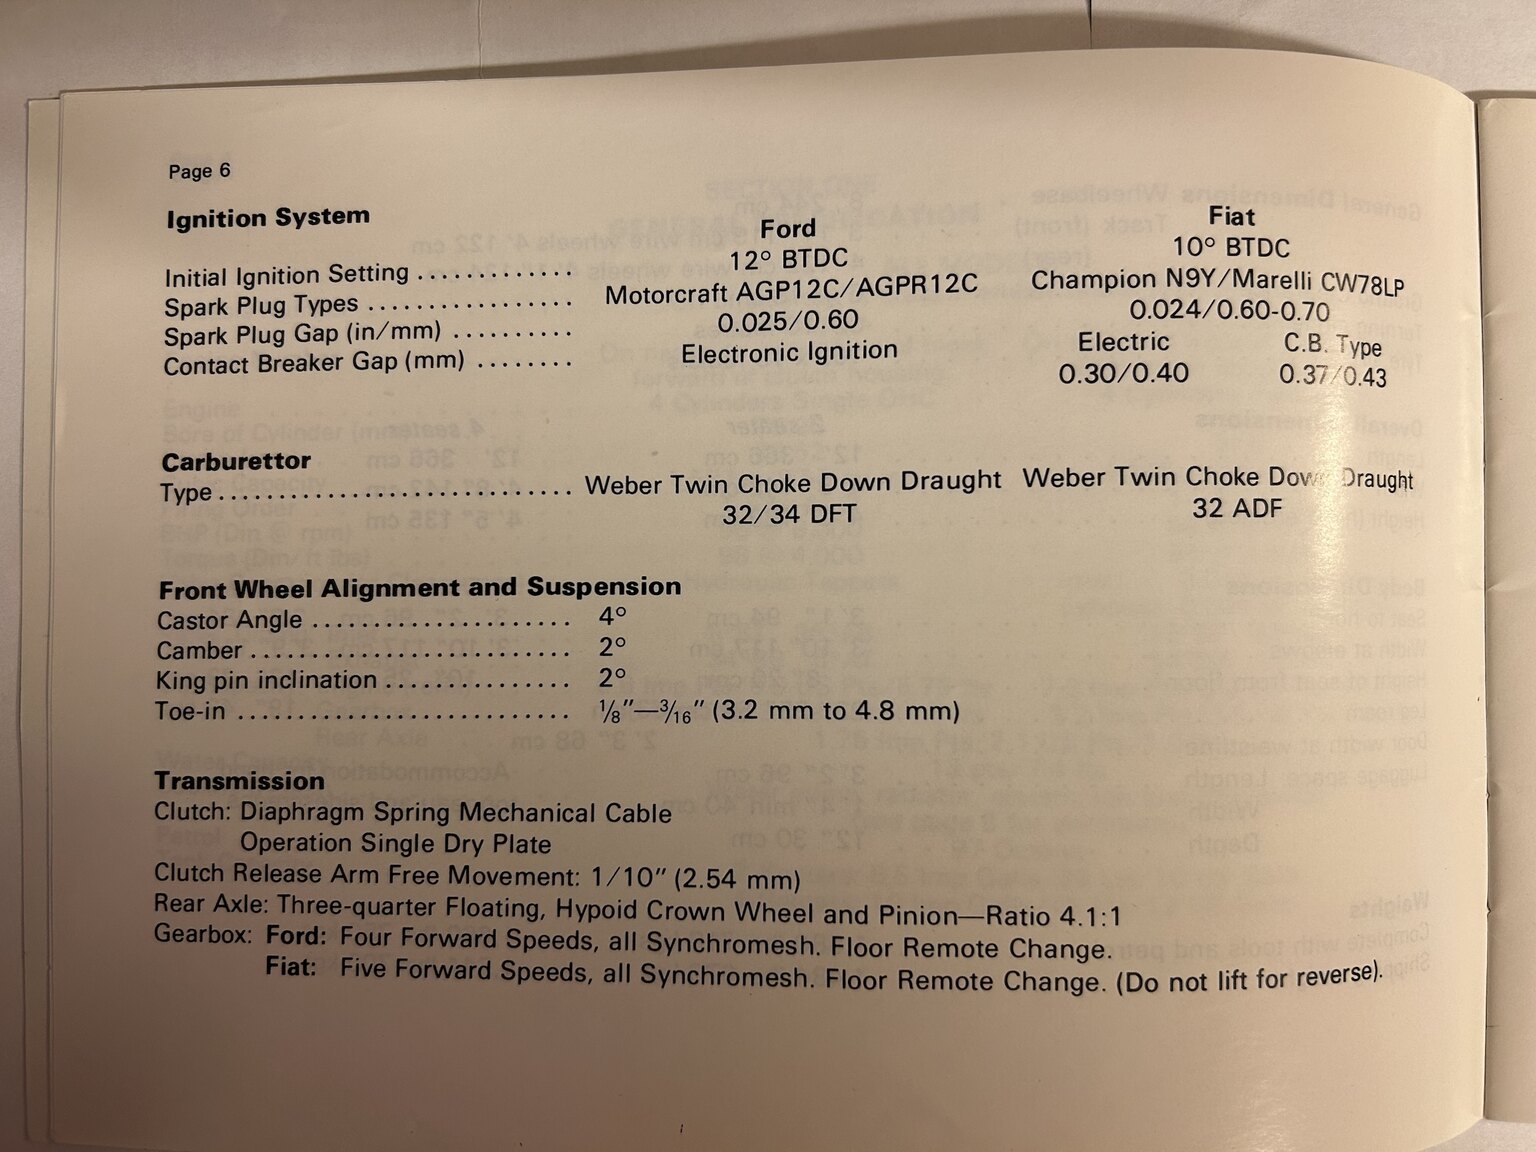 Page 6
Ignition System
Ford Fiat
Initial Ignition Setting ............. 12° BTDC 10° BTDC
Spark Plug Types ................. Motorcraft AGP12C/AGPR12C Champion N9Y/Marelli CW78LP
Spark Plug Gap (in/mm) .......... 0.025/0.60 0.024/0.60-0.70
Contact Breaker Gap (mm) ........ Electronic Ignition Electric C.B. Type
0.30/0.40 0.37/0.43
Carburettor
Type............................. Weber Twin Choke Down Draught Weber Twin Choke Down Draught
32/34 DFT 32 ADF
Front Wheel Alignment and Suspension
Castor Angle ...................... 4°
Camber ........................... 2°
King pin inclination ................ 2°
Toe-in ............................ ⅛″—3/16″ (3.2 mm to 4.8 mm)
Transmission
Clutch: Diaphragm Spring Mechanical Cable
Operation Single Dry Plate
Clutch Release Arm Free Movement: 1/10″ (2.54 mm)
Rear Axle: Three-quarter Floating, Hypoid Crown Wheel and Pinion—Ratio 4.1:1
Gearbox: Ford: Four Forward Speeds, all Synchromesh. Floor Remote Change.
Fiat: Five Forward Speeds, all Synchromesh. Floor Remote Change. (Do not lift for reverse).